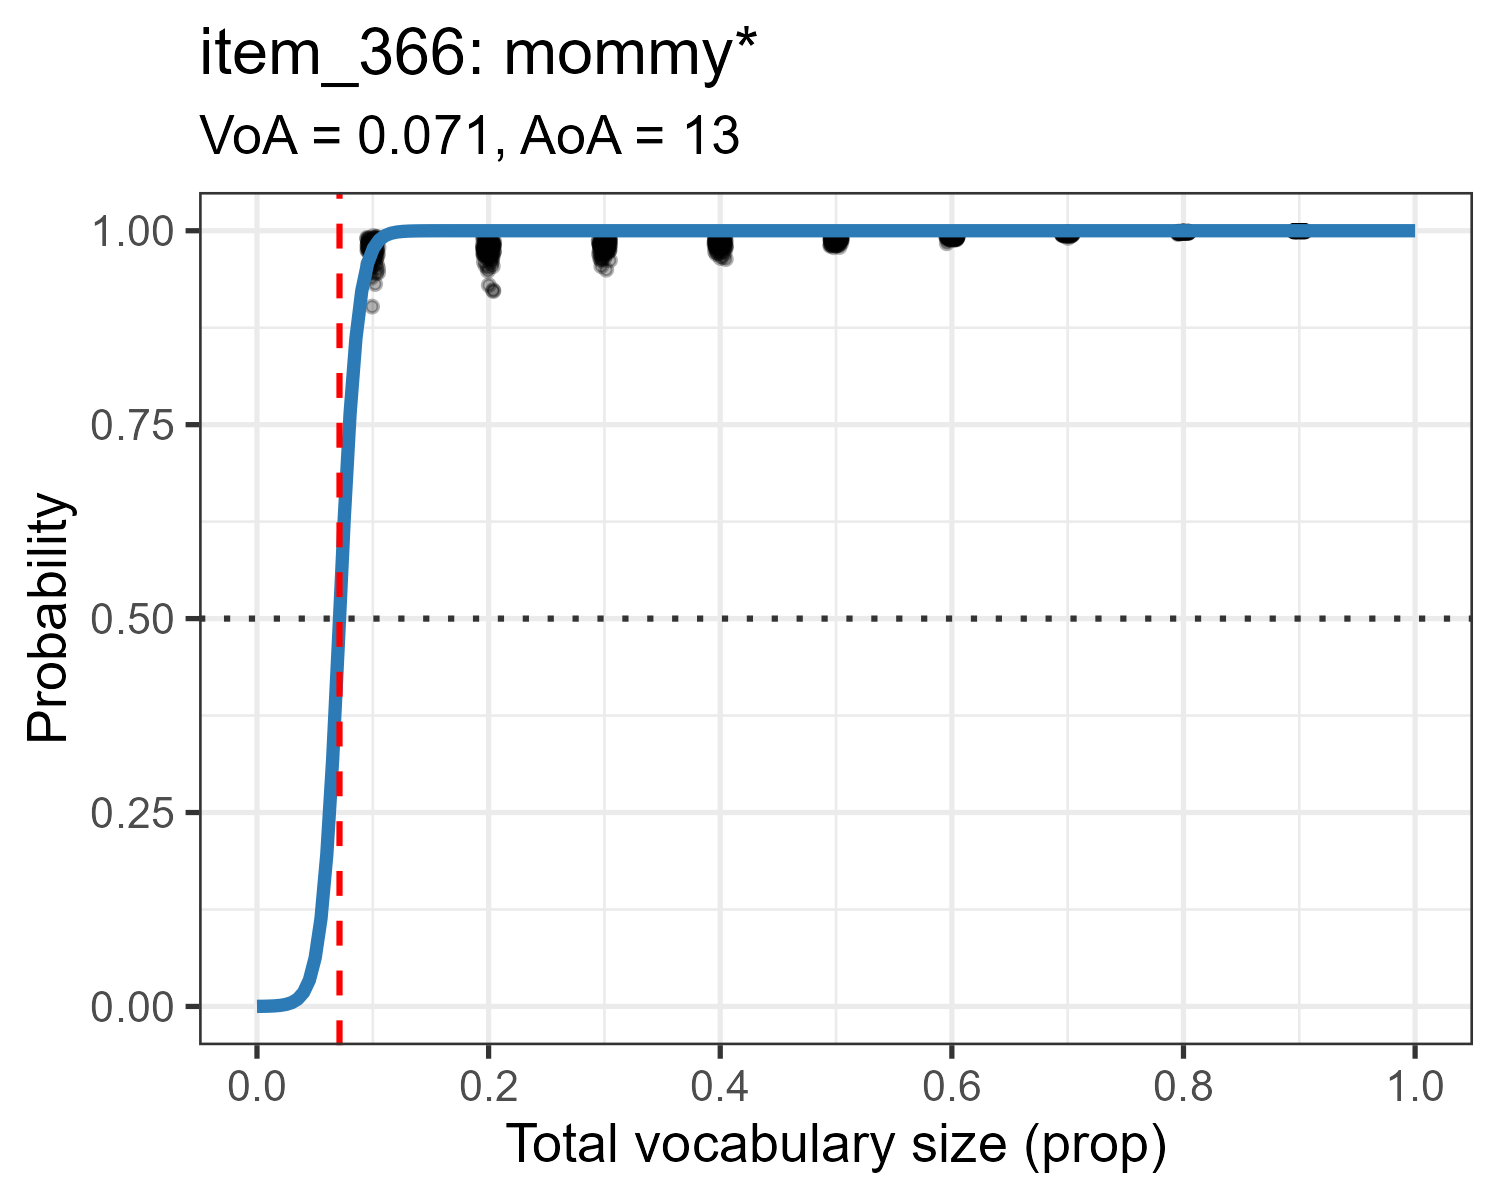 item_366: mommy*
VoA = 0.071, AoA = 13
1.00
0.75
0.50
0.25
0.00
Probability
0.0 0.2 0.4 0.6 0.8 1.0
Total vocabulary size (prop)